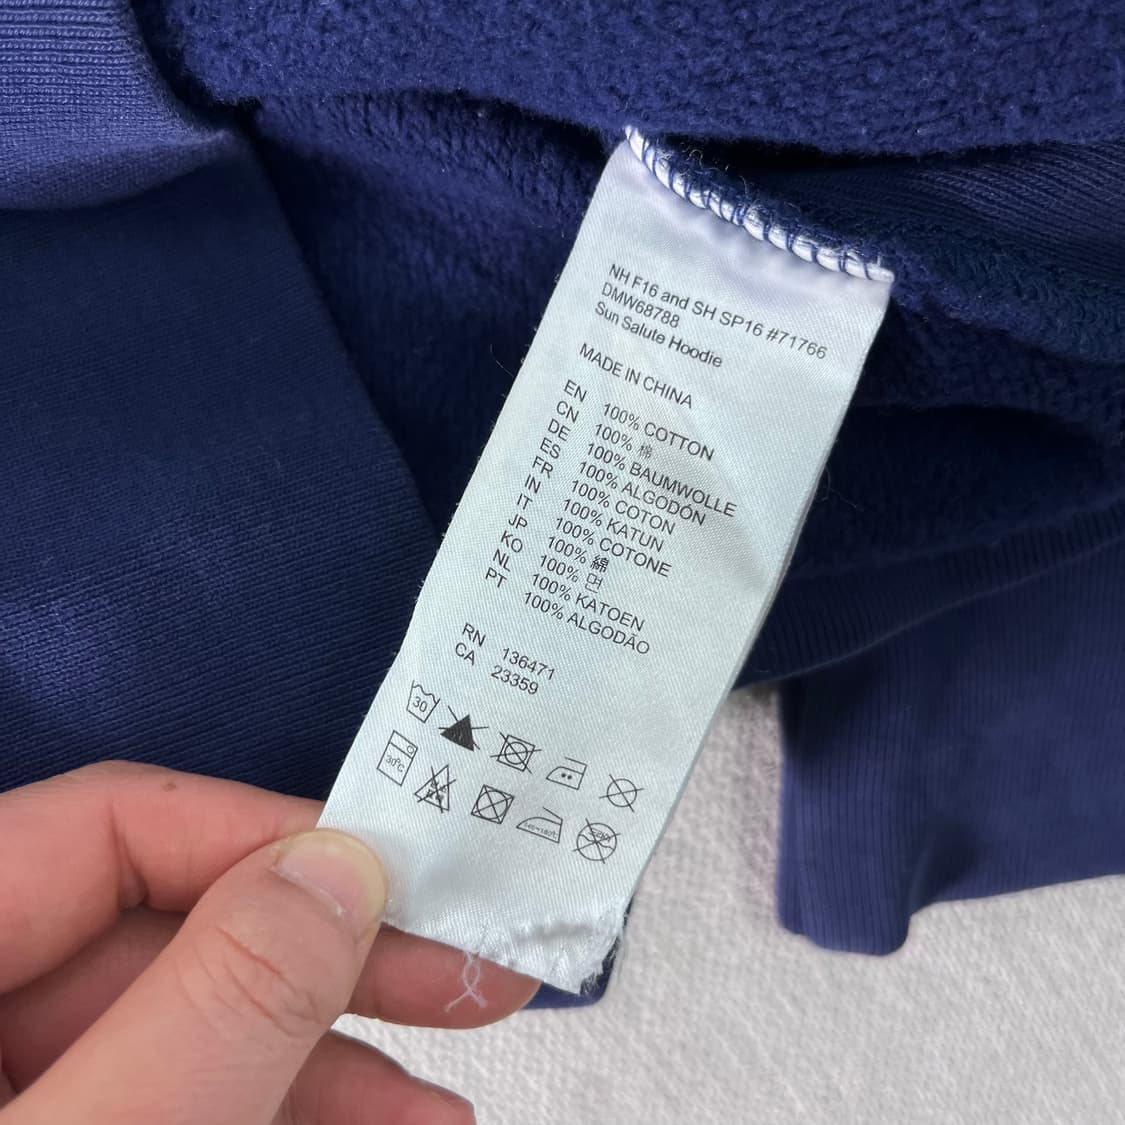 NH F16 and SH SP16 #71766
DMW68788
Sun Salute Hoodie
MADE IN CHINA
EN 100% COTTON
CN 100% 棉
DE 100% BAUMWOLLE
ES 100% ALGODÓN
FR 100% COTON
IN 100% KATUN
IT 100% COTONE
JP 100% 綿
KO 100% 면
NL 100% KATOEN
PT 100% ALGODÃO
RN 136471
CA 23359
30
30°C